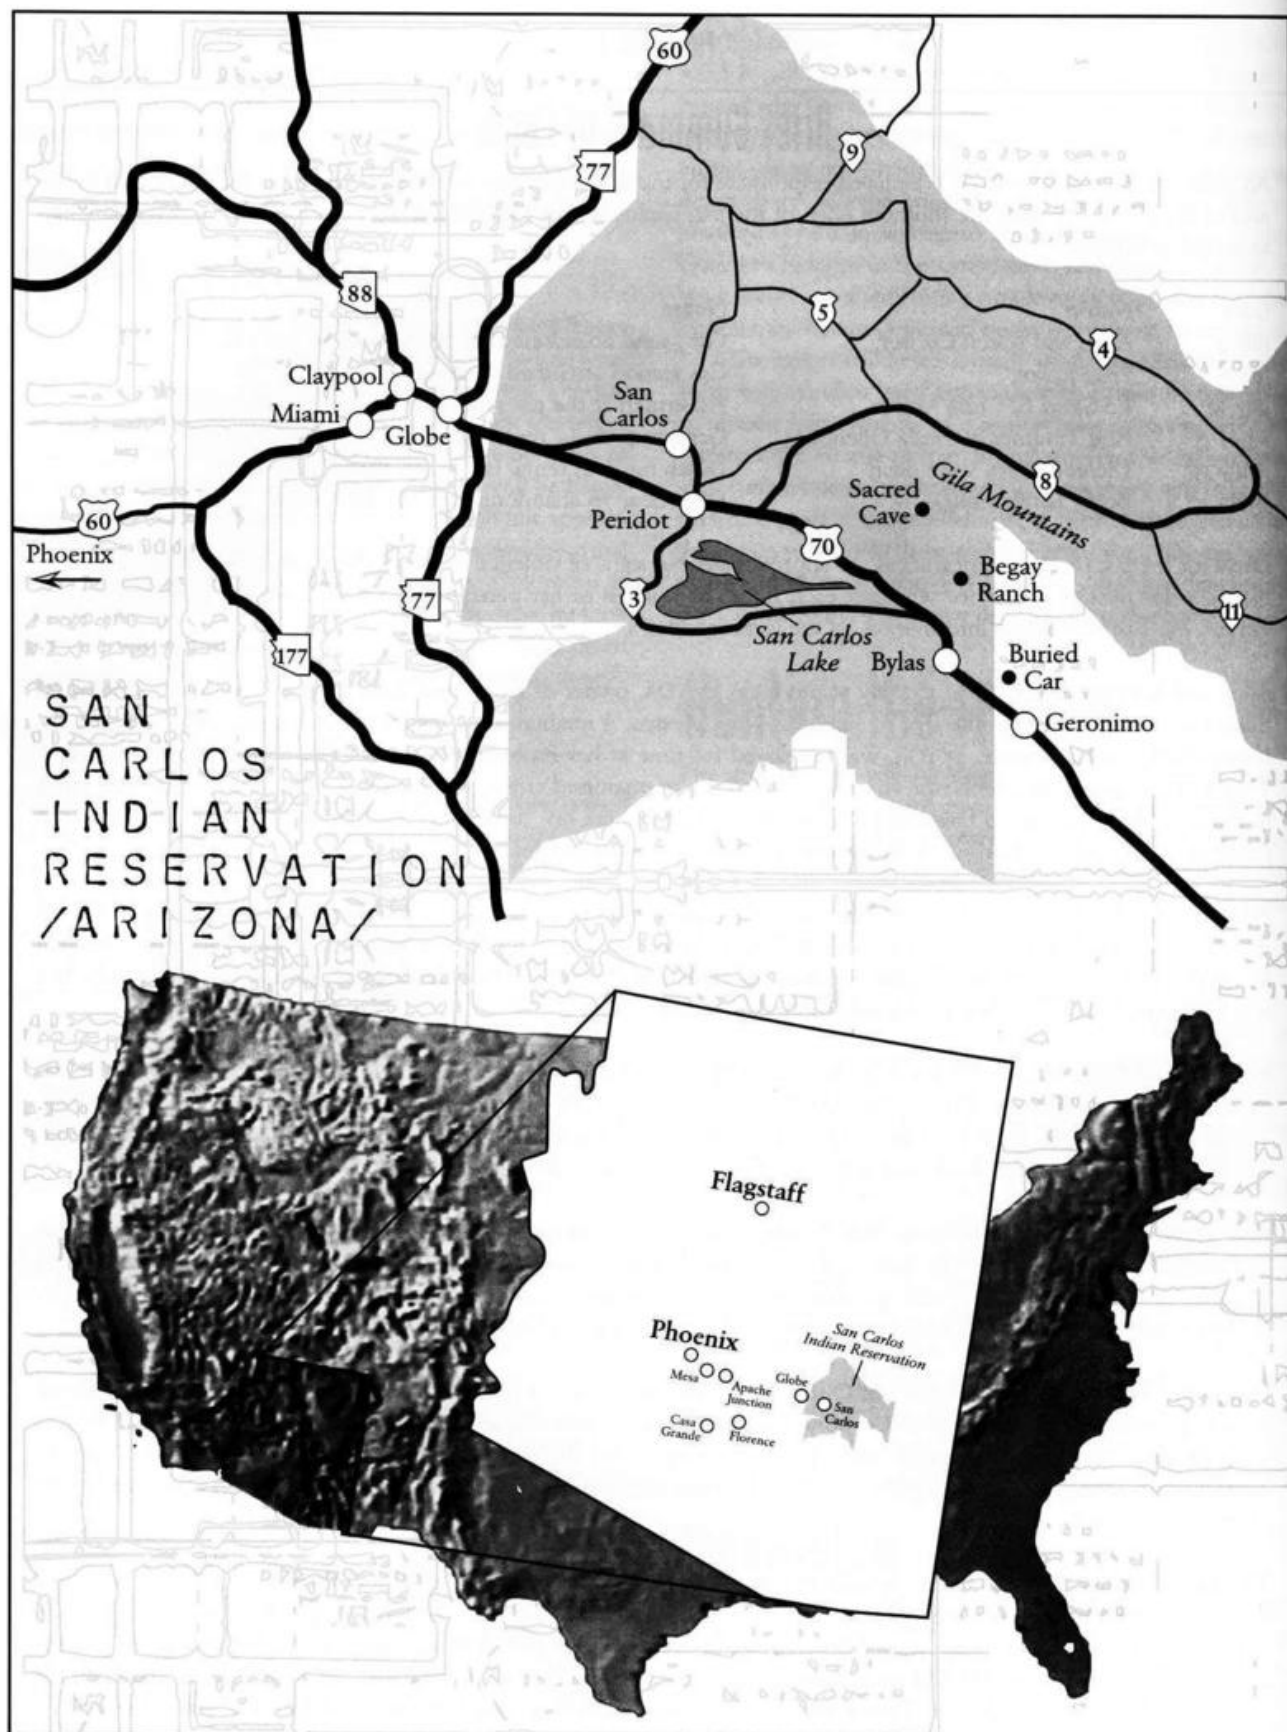 60
77
9
88
5
4
Claypool
San
Carlos
Miami
Globe
8
Gila Mountains
Sacred
Cave
Peridot
60
70
Phoenix
Begay
Ranch
77
3
11
San Carlos
Lake
Bylas
Buried
Car
177
Geronimo
SAN
CARLOS
INDIAN
RESERVATION
/ARIZONA/
Flagstaff
Phoenix
San Carlos
Indian Reservation
Mesa
Apache
Junction
Globe
San
Carlos
Casa
Grande
Florence